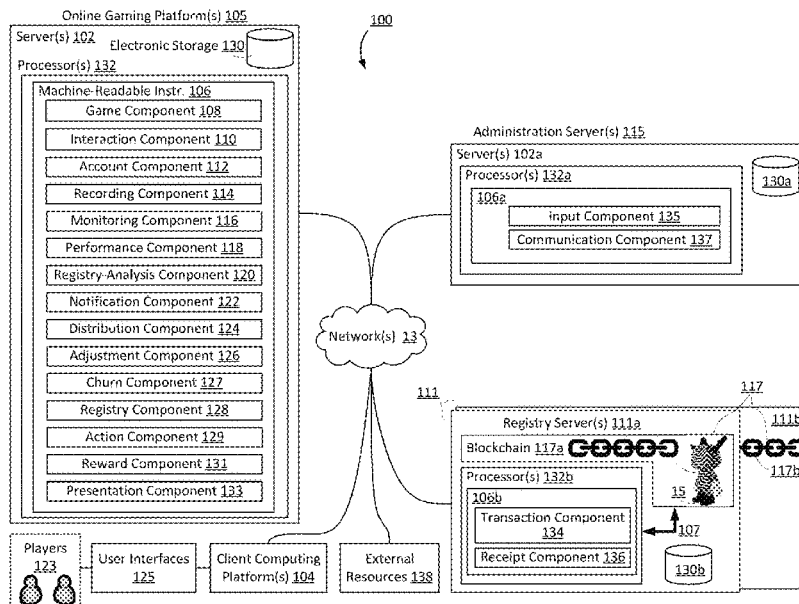 Online Gaming Platform(s) 105
Server(s) 102
Electronic Storage 130
Processor(s) 132
Machine-Readable Instr. 106
Game Component 108
Interaction Component 110
Account Component 112
Recording Component 114
Monitoring Component 116
Performance Component 118
Registry-Analysis Component 120
Notification Component 122
Distribution Component 124
Adjustment Component 126
Churn Component 127
Registry Component 128
Action Component 129
Reward Component 131
Presentation Component 133
100
Administration Server(s) 115
Server(s) 102a
Processor(s) 132a
130a
106a
Input Component 135
Communication Component 137
Network(s) 13
111
117
Registry Server(s) 111a
111b
Blockchain 117a
117b
Processor(s) 132b
106b
15
Transaction Component
134
107
Receipt Component 136
130b
Players
123
User Interfaces
125
Client Computing
Platform(s) 104
External
Resources 138